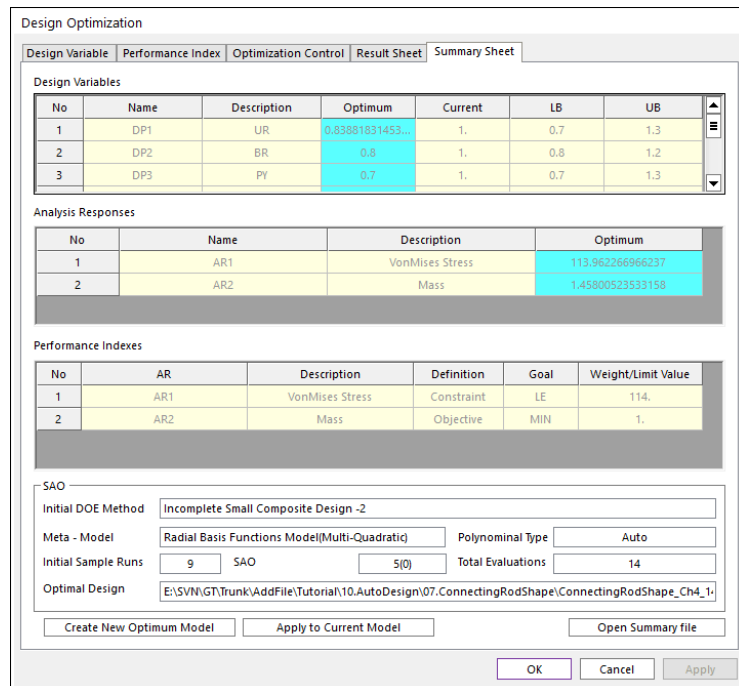 Design Optimization
Design Variable Performance Index Optimization Control Result Sheet Summary Sheet
Design Variables
No Name Description Optimum Current LB UB
1 DP1 UR 0.83881831453... 1. 0.7 1.3
2 DP2 BR 0.8 1. 0.8 1.2
3 DP3 PY 0.7 1. 0.7 1.3
Analysis Responses
No Name Description Optimum
1 AR1 VonMises Stress 113.962266966237
2 AR2 Mass 1.45800523533158
Performance Indexes
No AR Description Definition Goal Weight/Limit Value
1 AR1 VonMises Stress Constraint LE 114.
2 AR2 Mass Objective MIN 1.
SAO
Initial DOE Method Incomplete Small Composite Design -2
Meta - Model Radial Basis Functions Model(Multi-Quadratic) Polynominal Type Auto
Initial Sample Runs 9 SAO 5(0) Total Evaluations 14
Optimal Design E:\SVN\GT\Trunk\AddFile\Tutorial\10.AutoDesign\07.ConnectingRodShape\ConnectingRodShape_Ch4_1
Create New Optimum Model Apply to Current Model Open Summary file
OK Cancel Apply